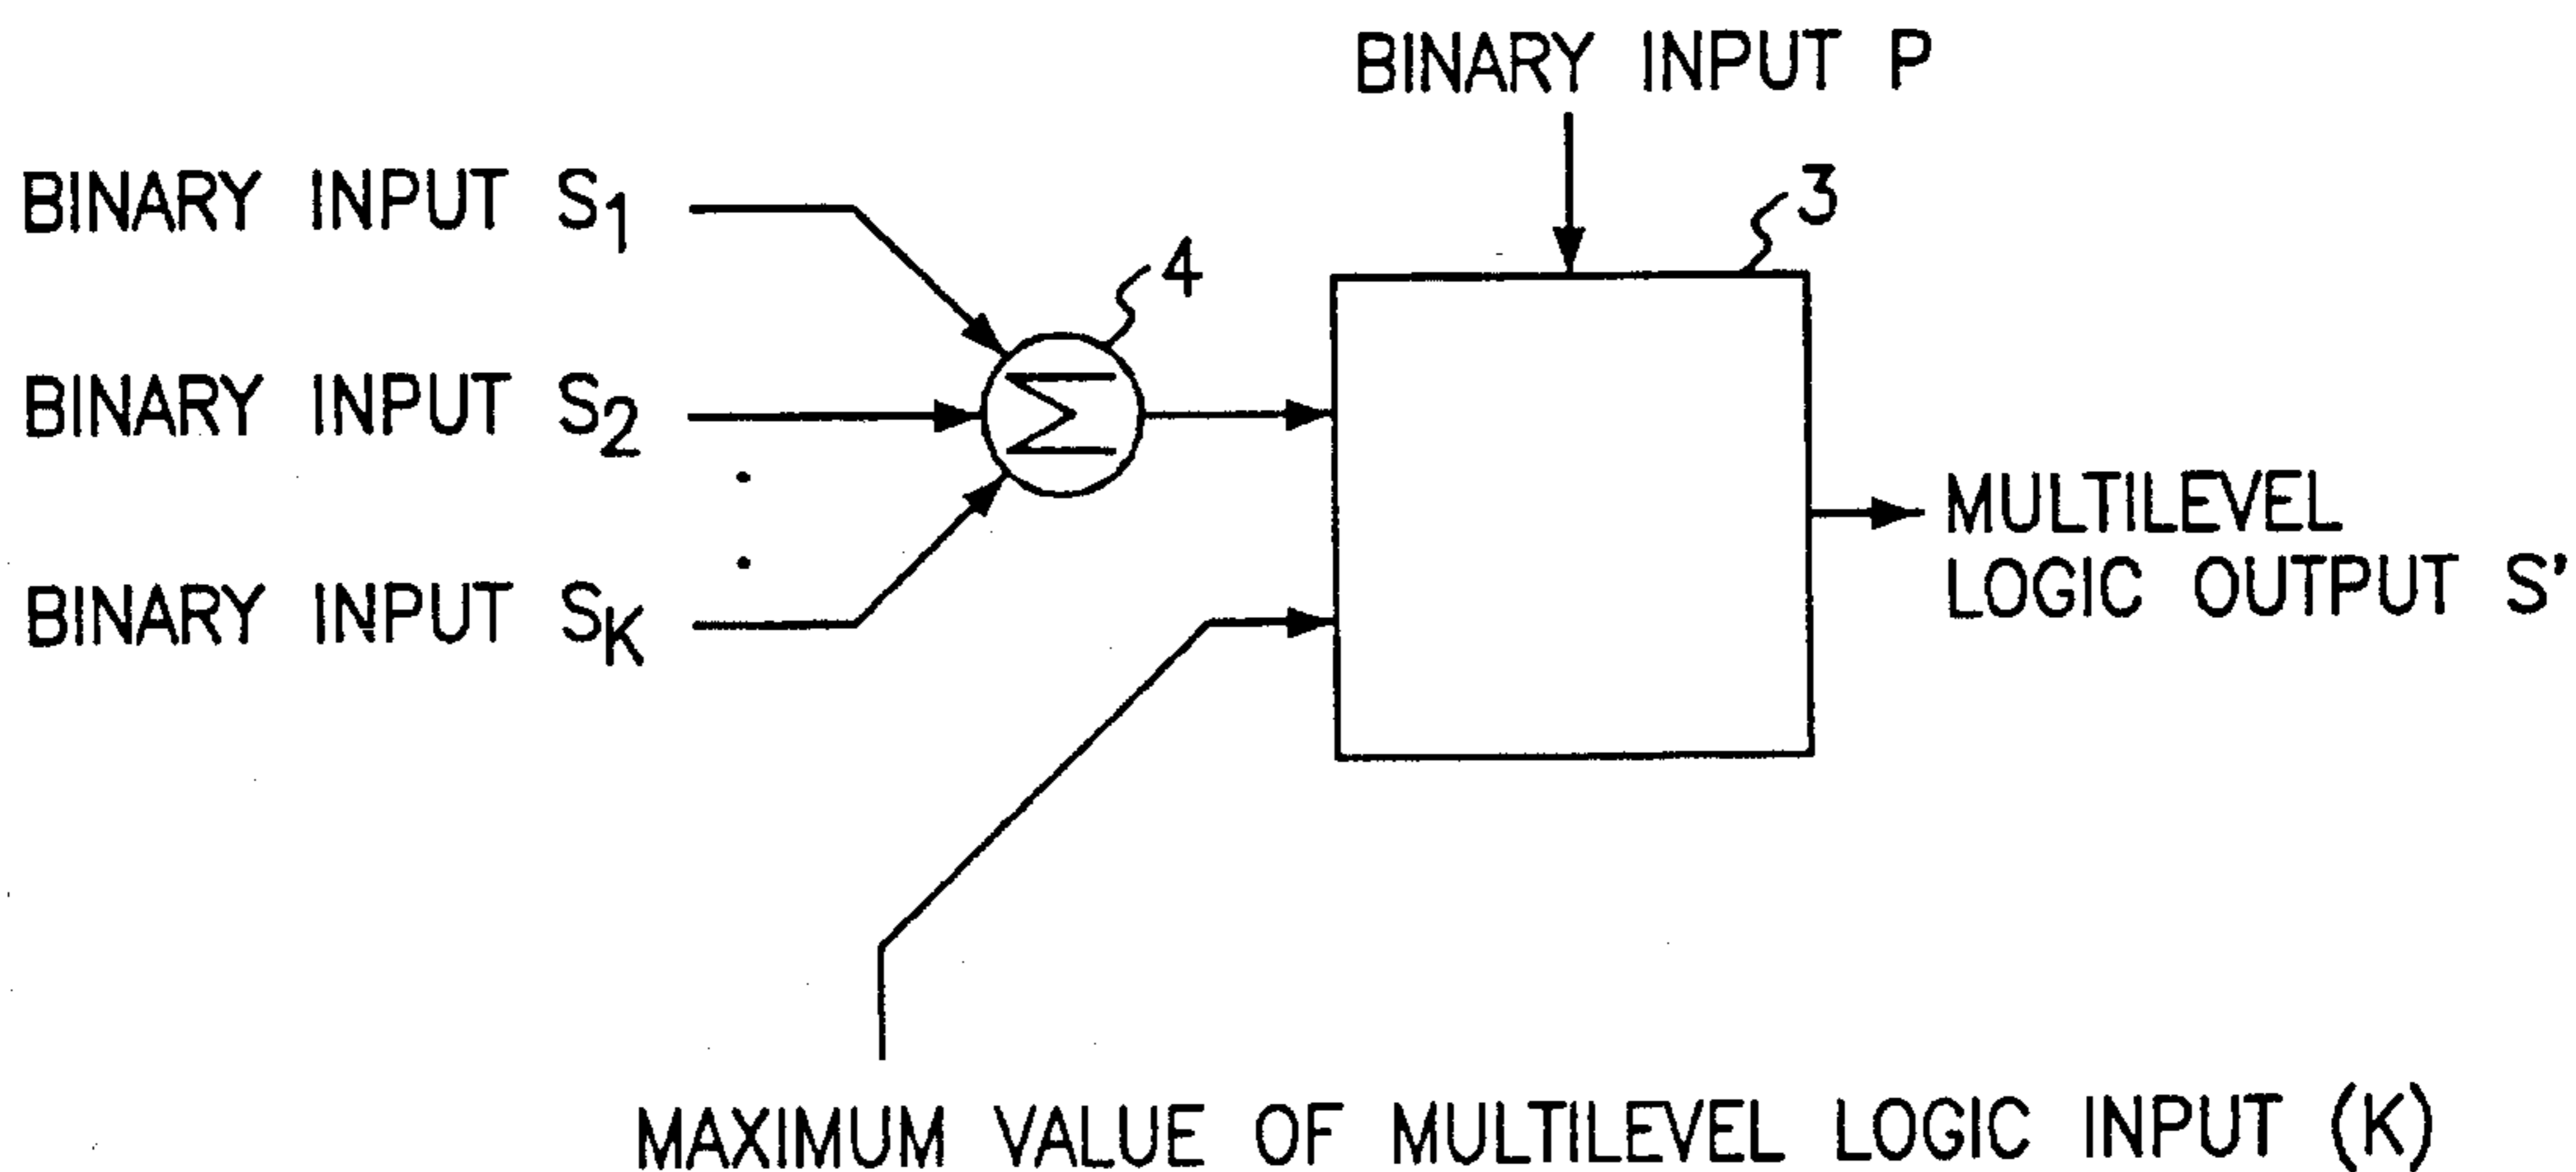 BINARY INPUT P
3
BINARY INPUT S1
4
BINARY INPUT S2
Σ
BINARY INPUT SK
MULTILEVEL
LOGIC OUTPUT S'
MAXIMUM VALUE OF MULTILEVEL LOGIC INPUT (K)